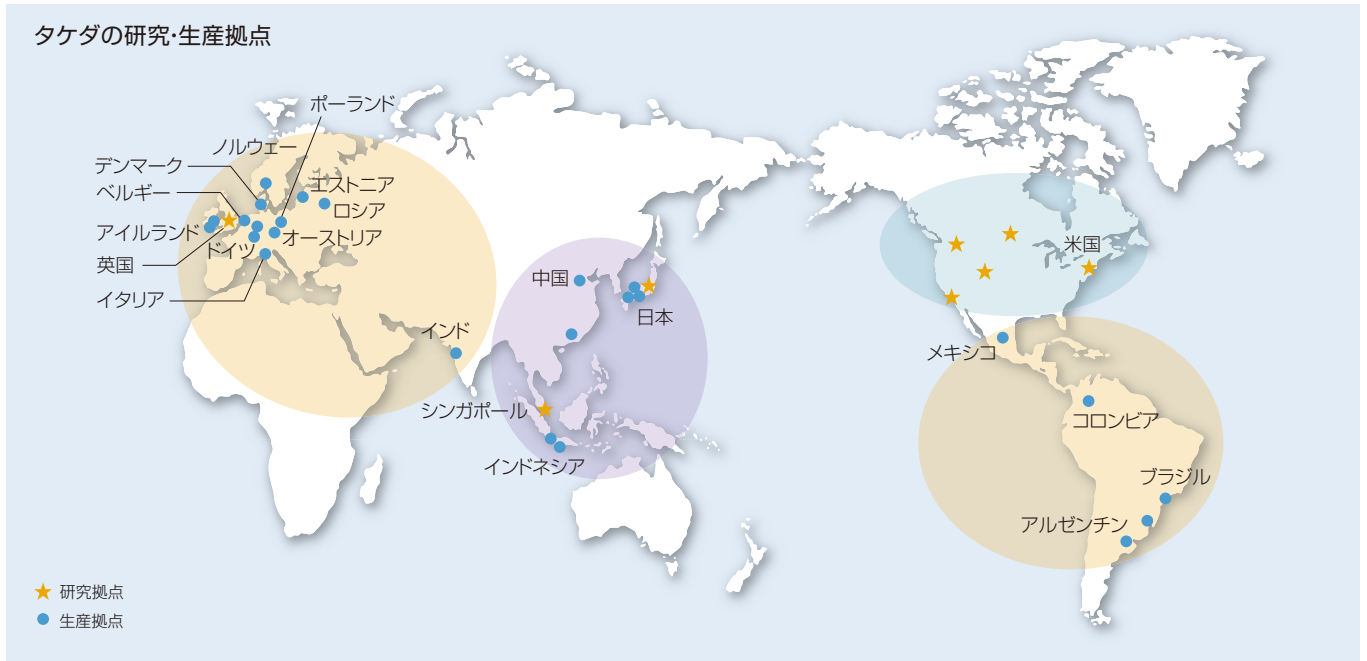 タケダの研究・生産拠点
ポーランド
ノルウェー
デンマーク
エストニア
ベルギー
ロシア
アイルランド
オーストリア
ドイツ
英国
イタリア
インド
中国
日本
シンガポール
インドネシア
米国
メキシコ
コロンビア
ブラジル
アルゼンチン
研究拠点
生産拠点